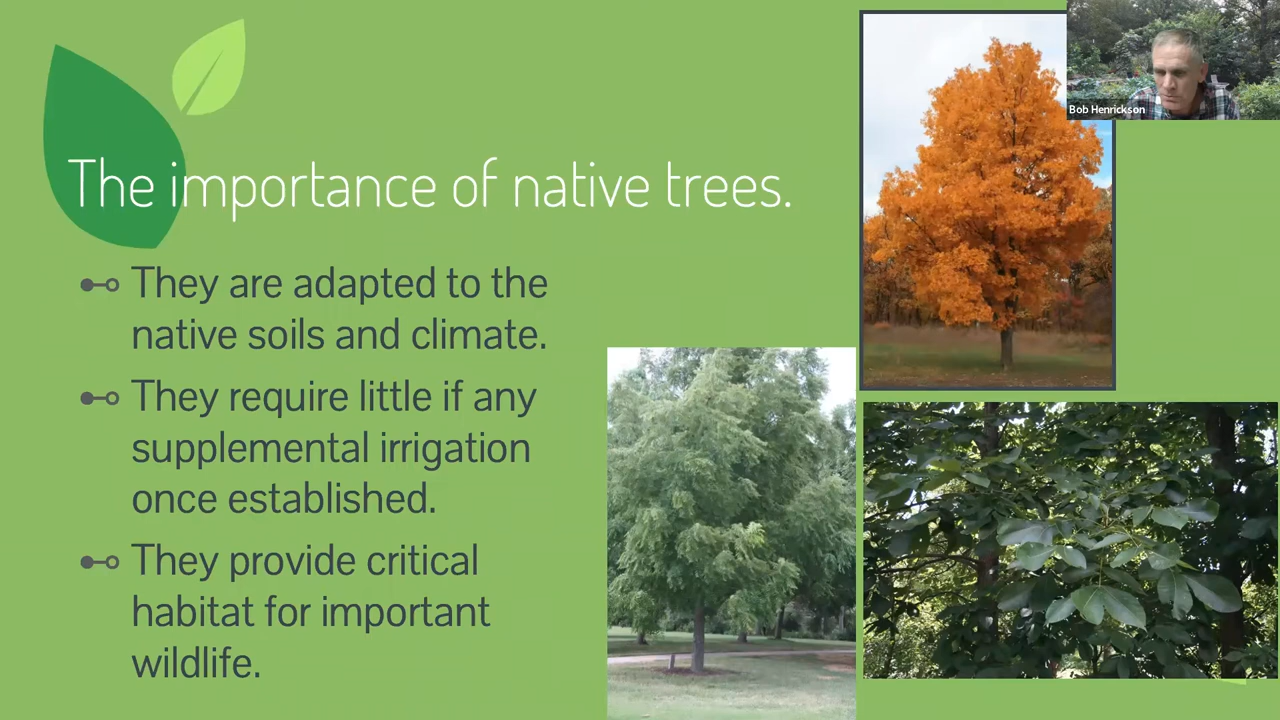 The importance of native trees.
They are adapted to the
native soils and climate.
They require little if any
supplemental irrigation
once established.
They provide critical
habitat for important
wildlife.
Bob Henrickson